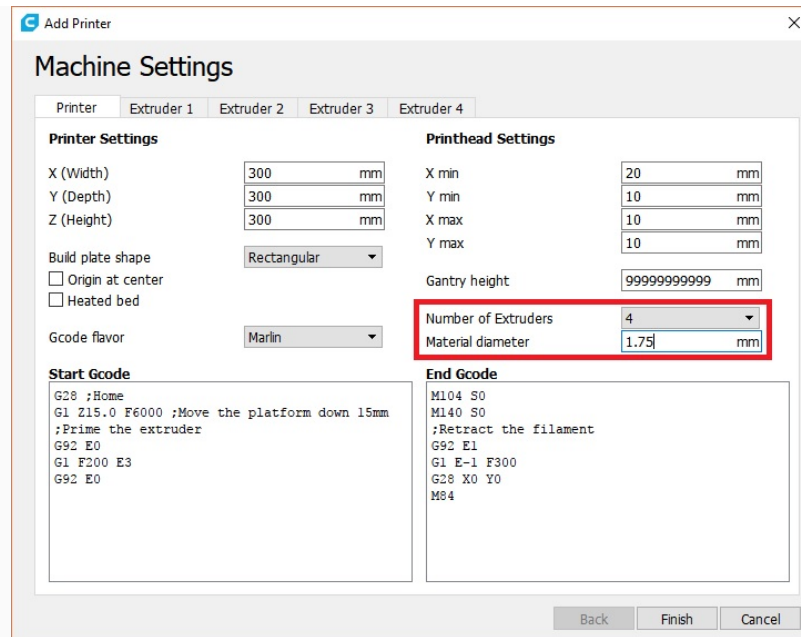 Add Printer
Machine Settings
Printer Extruder 1 Extruder 2 Extruder 3 Extruder 4
Printer Settings
X (Width) 300 mm
Y (Depth) 300 mm
Z (Height) 300 mm
Build plate shape Rectangular
Origin at center
Heated bed
Gcode flavor Marlin
Printhead Settings
X min 20 mm
Y min 10 mm
X max 10 mm
Y max 10 mm
Gantry height 99999999999 mm
Number of Extruders 4
Material diameter 1.75 mm
Start Gcode
G28 ;Home
G1 Z15.0 F6000 ;Move the platform down 15mm
;Prime the extruder
G92 E0
G1 F200 E3
G92 E0
End Gcode
M104 S0
M140 S0
;Retract the filament
G92 E1
G1 E-1 F300
G28 X0 Y0
M84
Back Finish Cancel